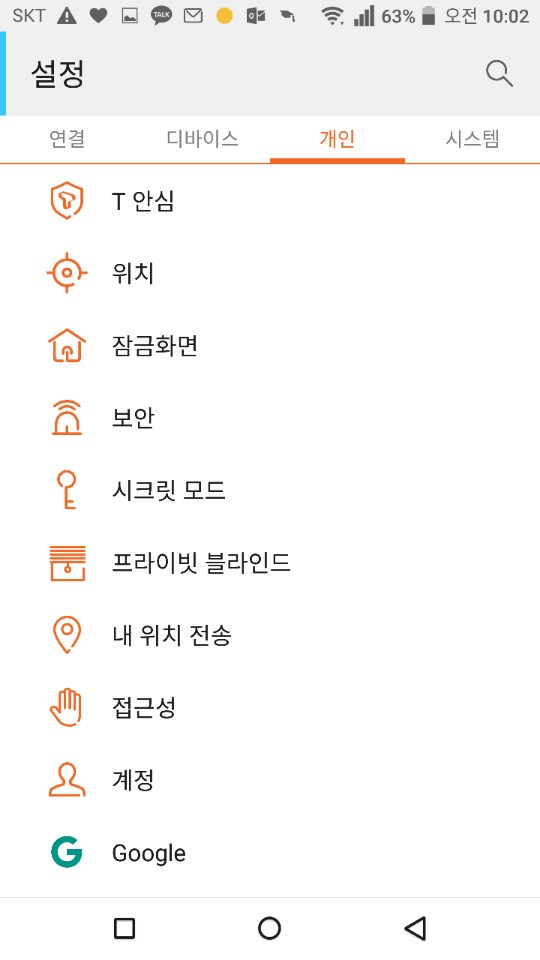 SKT TALK 63% 오전 10:02
설정
연결 디바이스 개인 시스템
T 안심
위치
잠금화면
보안
시크릿 모드
프라이빗 블라인드
내 위치 전송
접근성
계정
Google